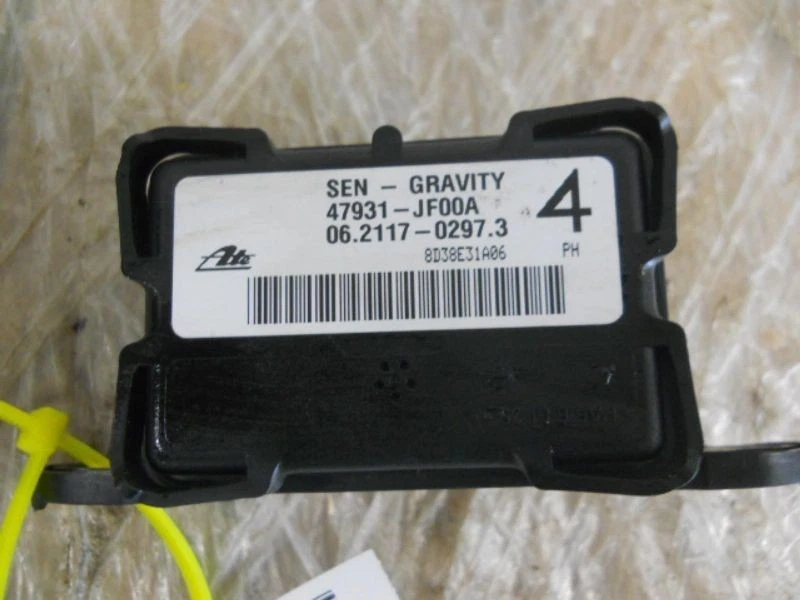 SEN – GRAVITY
47931–JF00A
06.2117–0297.3
4
Ate
8D38E31A06
PH